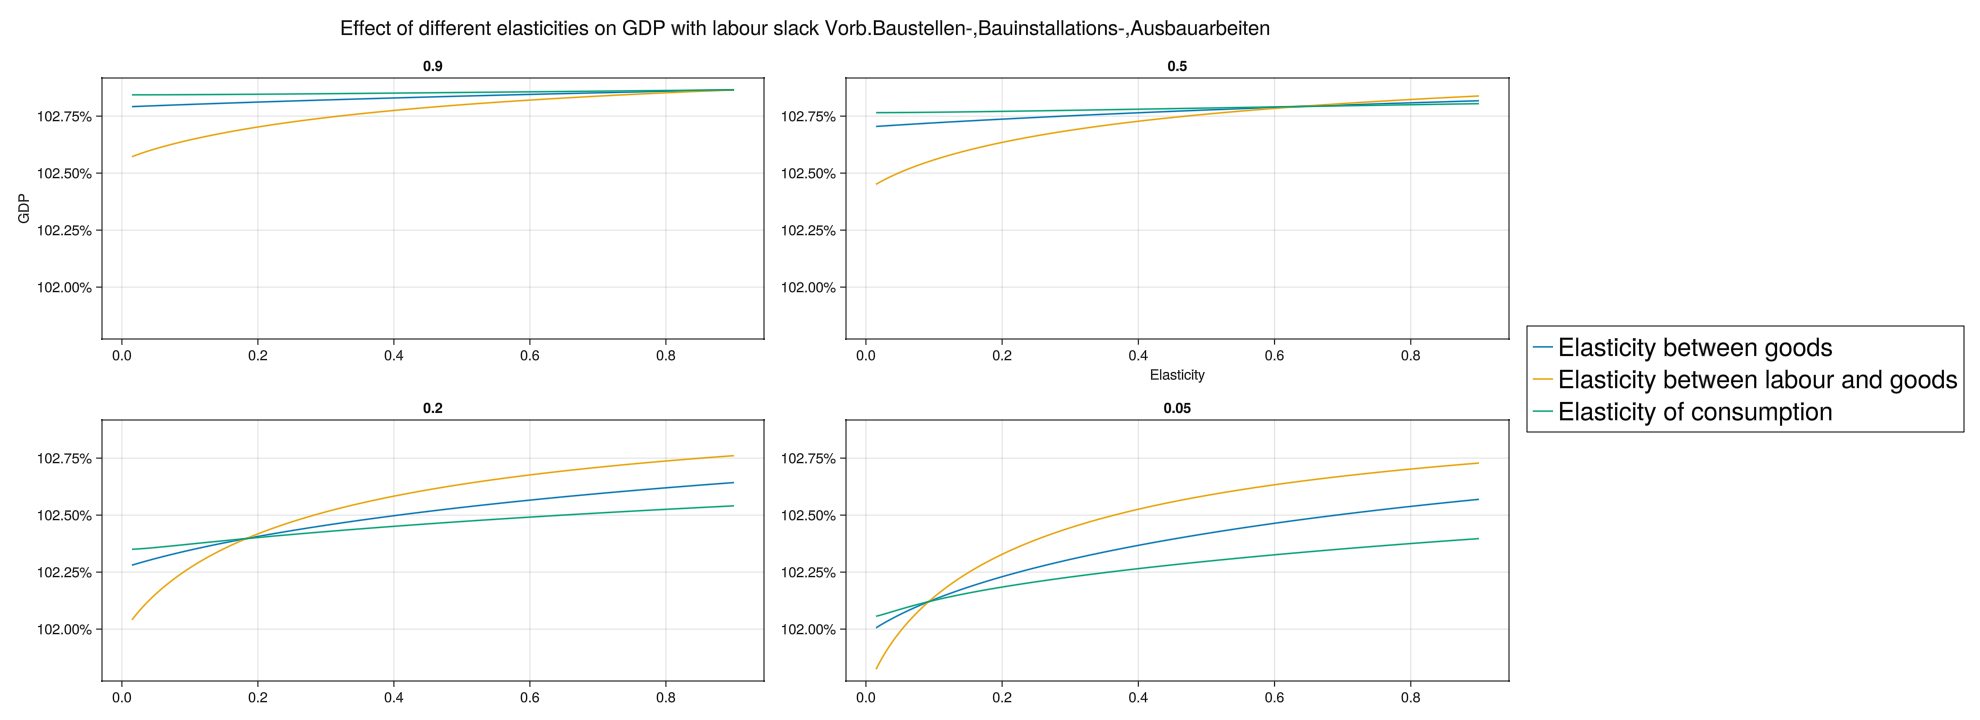 Effect of different elasticities on GDP with labour slack Vorb.Baustellen-,Bauinstallations-,Ausbauarbeiten
0.9
GDP
102.75%
102.50%
102.25%
102.00%
0.0 0.2 0.4 0.6 0.8
0.5
102.75%
102.50%
102.25%
102.00%
0.0 0.2 0.4 0.6 0.8
Elasticity
0.2
102.75%
102.50%
102.25%
102.00%
0.0 0.2 0.4 0.6 0.8
0.05
102.75%
102.50%
102.25%
102.00%
0.0 0.2 0.4 0.6 0.8
Elasticity between goods
Elasticity between labour and goods
Elasticity of consumption